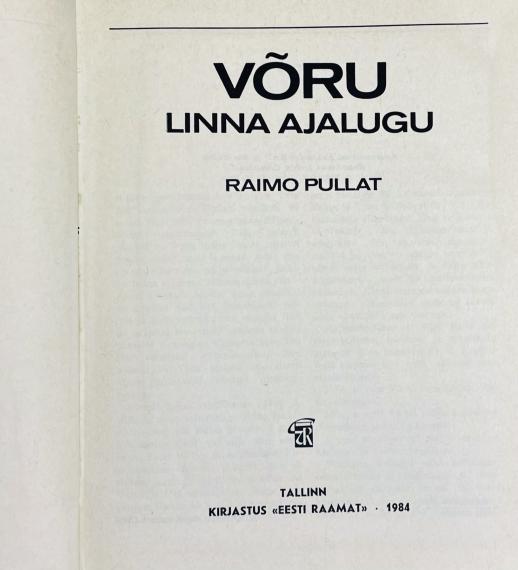 VÕRU
LINNA AJALUGU
RAIMO PULLAT
TALLINN
KIRJASTUS «EESTI RAAMAT» · 1984